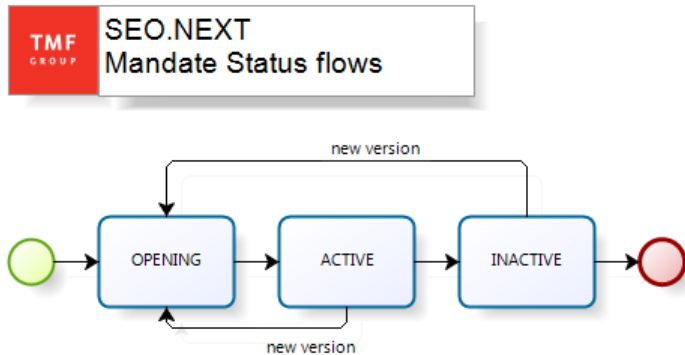 TMF
GROUP
SEO.NEXT
Mandate Status flows
new version
OPENING
ACTIVE
INACTIVE
new version